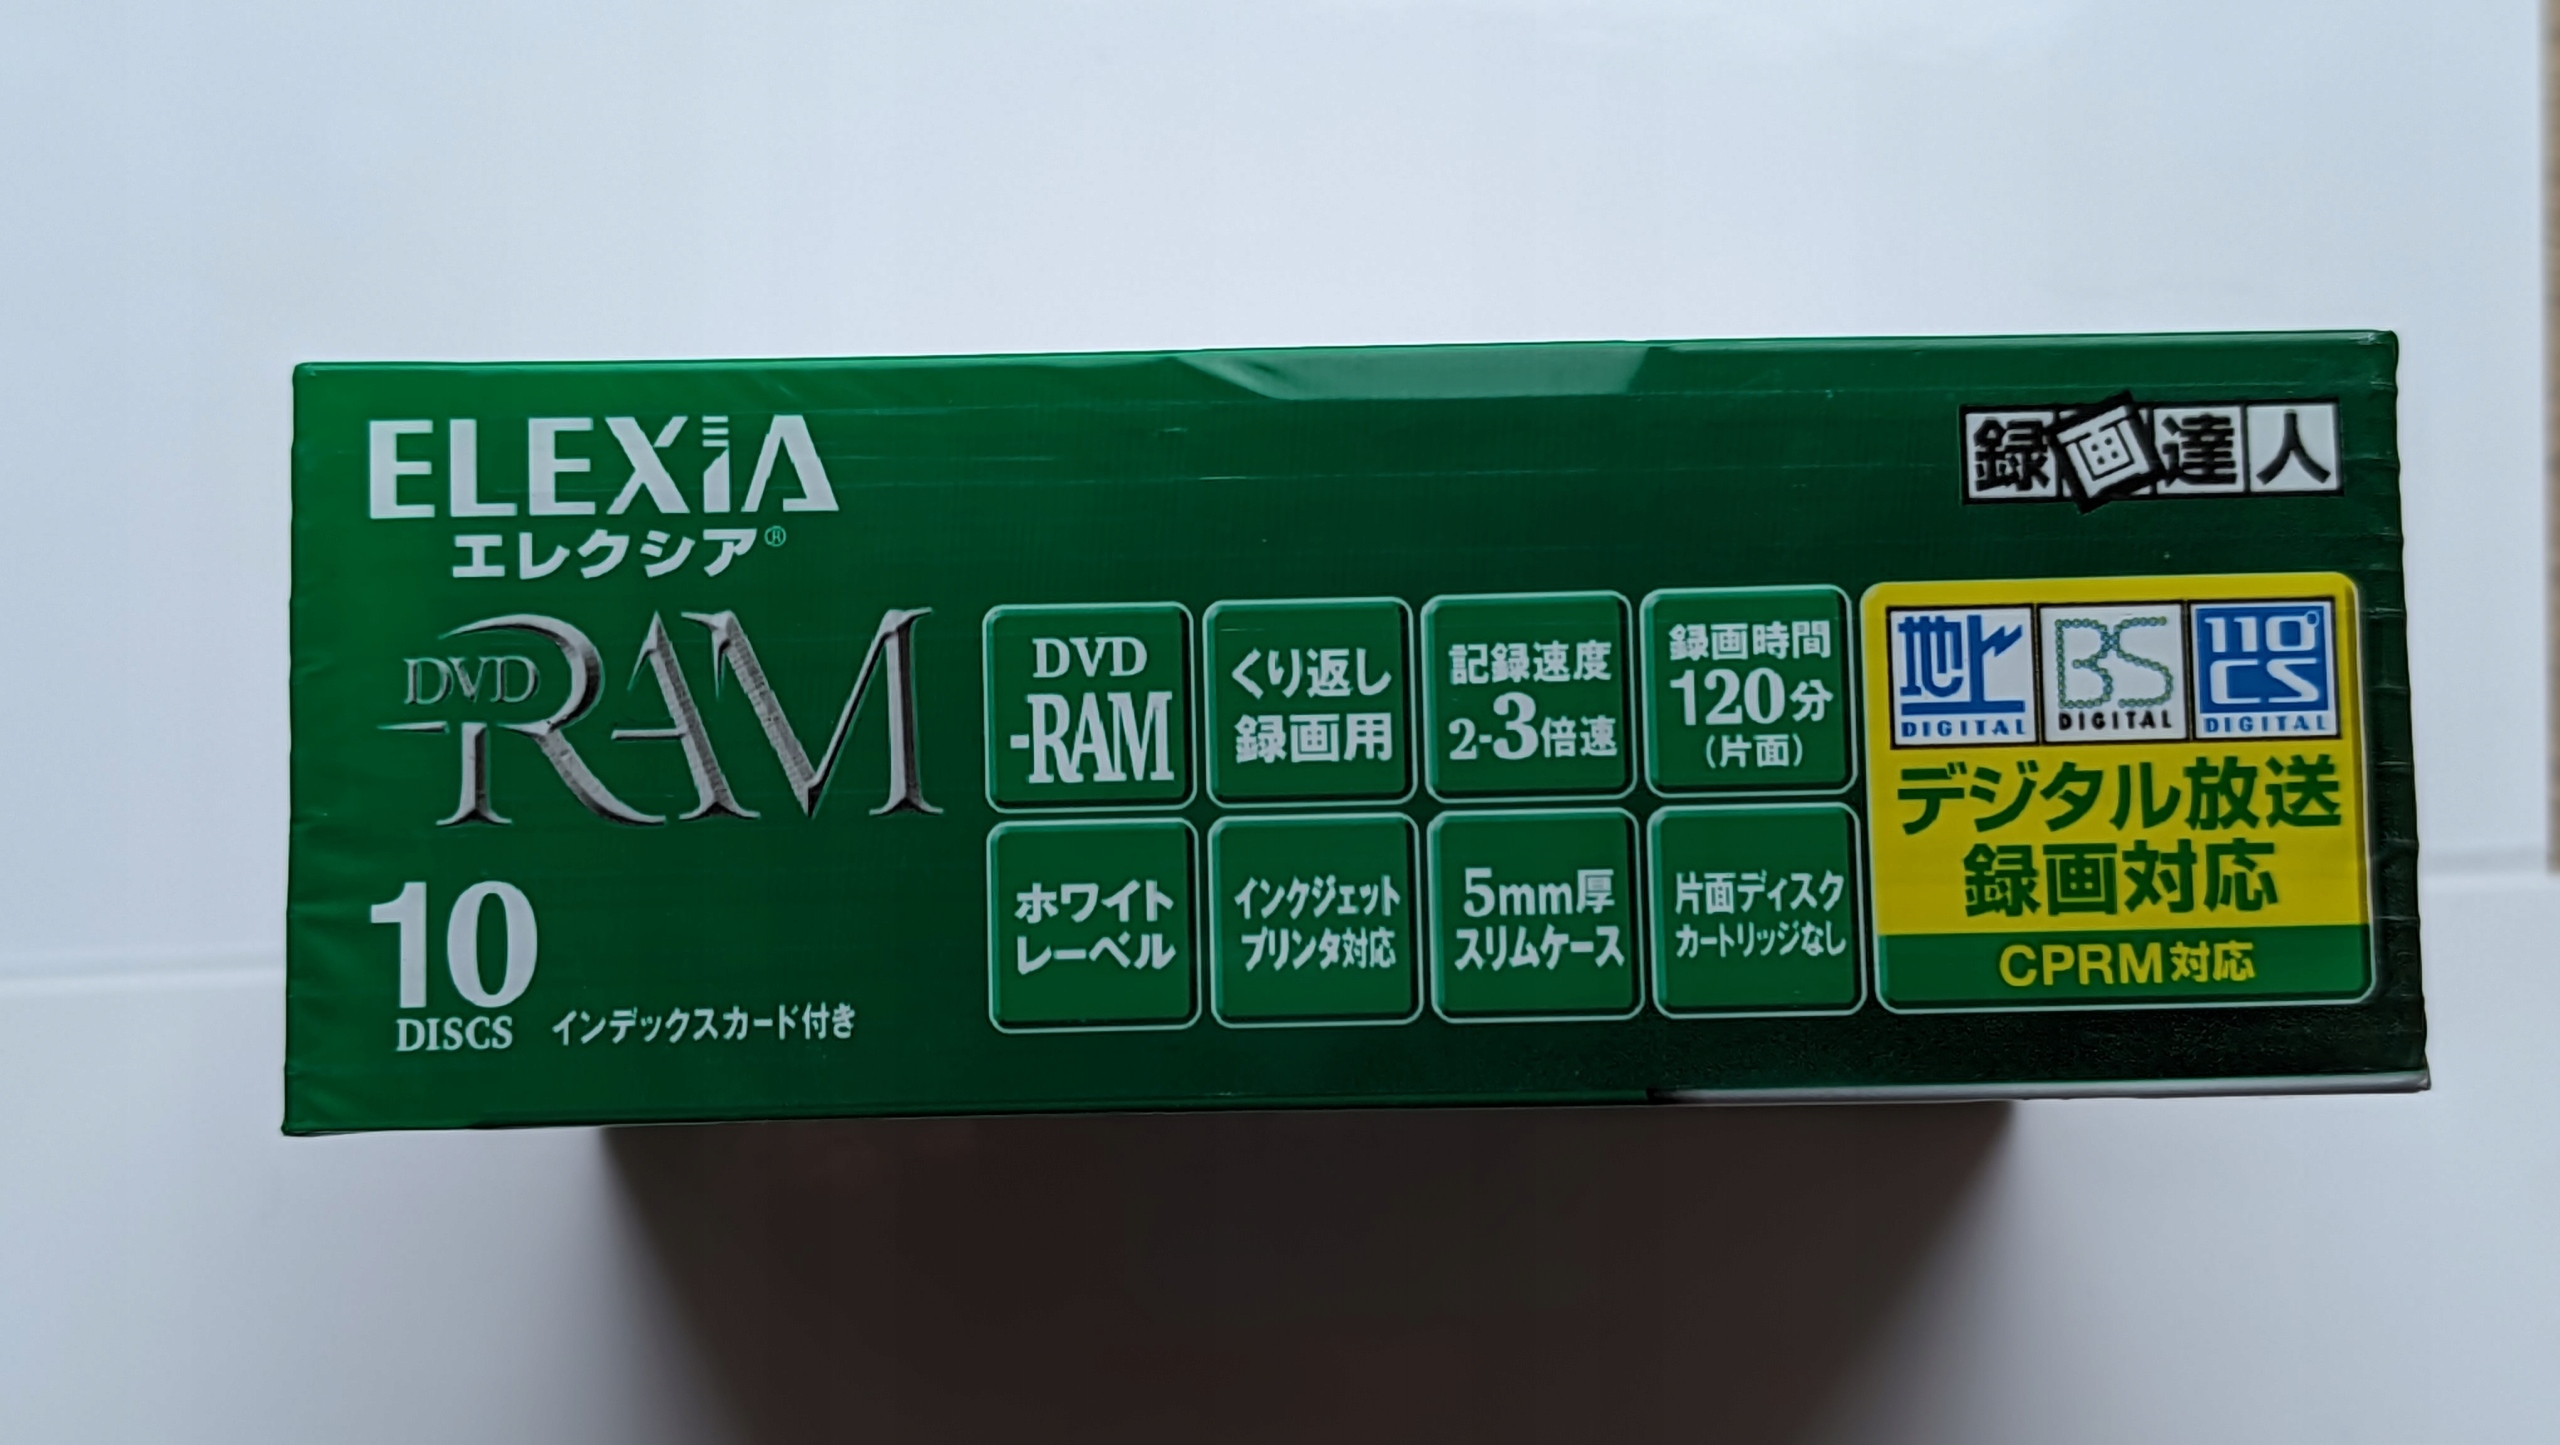 ELEXiA
エレクシア®
録画達人
DVD
-RAM
10
DISCS
インデックスカード付き
DVD
-RAM
くり返し
録画用
記録速度
2-3倍速
録画時間
120分
(片面)
ホワイト
レーベル
インクジェット
プリンタ対応
5mm厚
スリムケース
片面ディスク
カートリッジなし
地上
DIGITAL
BS
DIGITAL
110°
CS
DIGITAL
デジタル放送
録画対応
CPRM対応